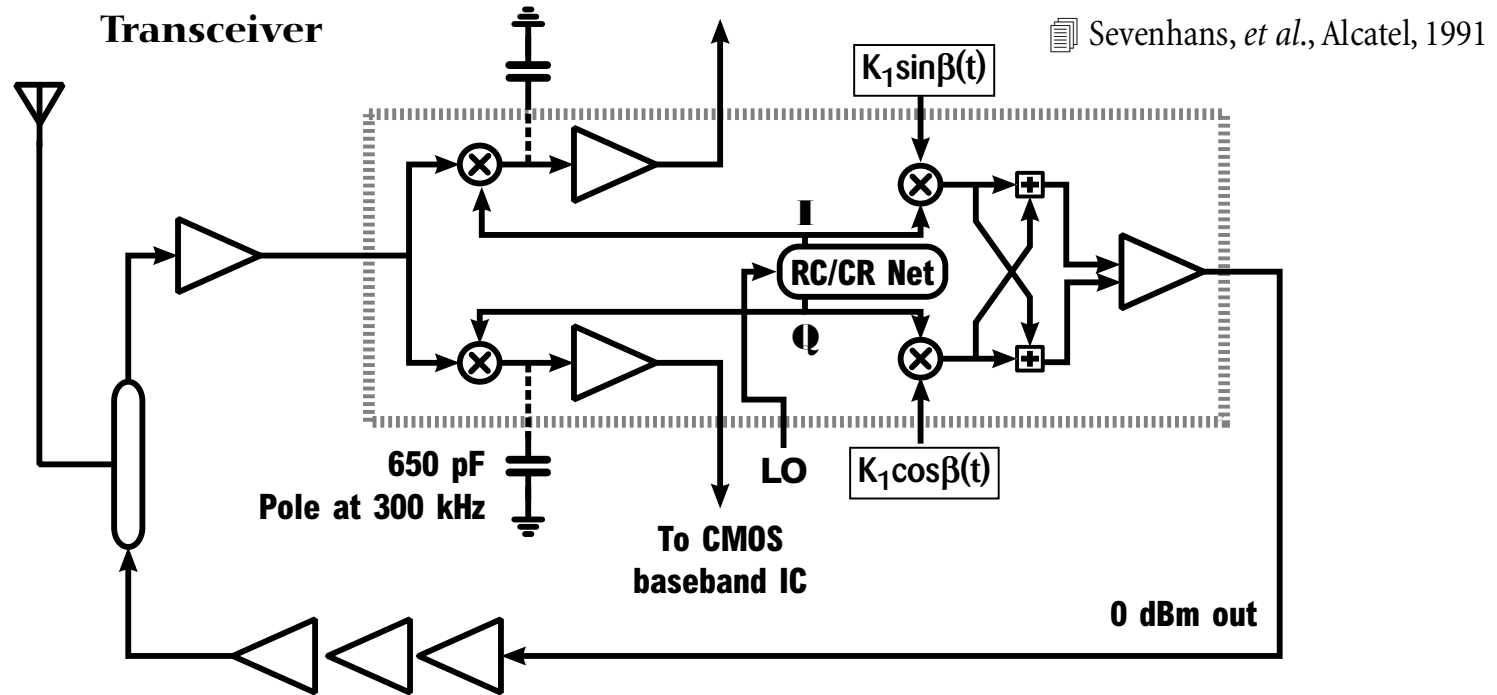 Transceiver
Sevenhans, et al., Alcatel, 1991
K₁sinβ(t)
I
RC/CR Net
Q
650 pF
Pole at 300 kHz
LO
K₁cosβ(t)
To CMOS
baseband IC
0 dBm out